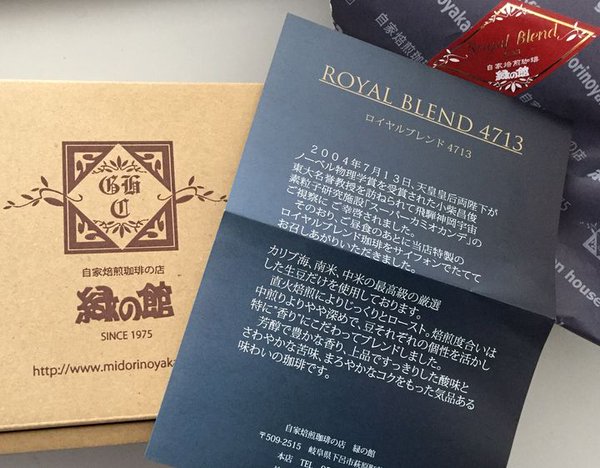 GH
C
自家焙煎珈琲の店
緑の館
SINCE 1975
http://www.midorinoyaka
ROYAL BLEND 4713
ロイヤルブレンド 4713
2004年7月13日、天皇皇后両陛下が
ノーベル物理学賞を受賞された小柴昌俊
東大名誉教授を訪ねられて飛騨神岡宇宙
素粒子研究施設「スーパーカミオカンデ」の
ご視察に ご幸啓されました。
そのおり、ご昼食のあとに当店特製の
ロイヤルブレンド珈琲をサイフォンでたてて
お召しあがりいただきました。
カリブ海、南米、中米の最高級の厳選
した生豆だけを使用しております。
直火焙煎によりじっくりとロースト。焙煎度合いは
中煎りよりやや深めで、豆それぞれの個性を活かし
特に"香り"にこだわってブレンドしました。
芳醇で豊かな香り、上品ですっきりした酸味と
さわやかな苦味、まろやかなコクをもった気品ある
味わいの珈琲です。
自家焙煎珈琲の店 緑の館
〒509-2515 岐阜県下呂市萩原町
本店 TEL 05
Royal Blend
自家焙煎珈琲
緑の館
midorinoyaka